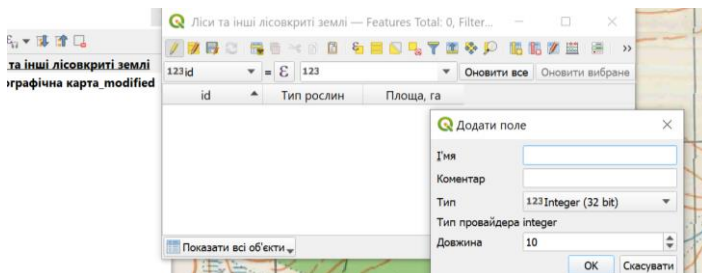 Ліси та інші лісовкриті землі — Features Total: 0, Filter...
та інші лісовкриті землі
ографічна карта_modified
123 id
=
ε
123
Оновити все
Оновити вибране
id
Тип рослин
Площа, га
Додати поле
Ім'я
Коментар
Тип
123 Integer (32 bit)
Тип провайдера integer
Довжина
10
Показати всі об'єкти
OK
Скасувати